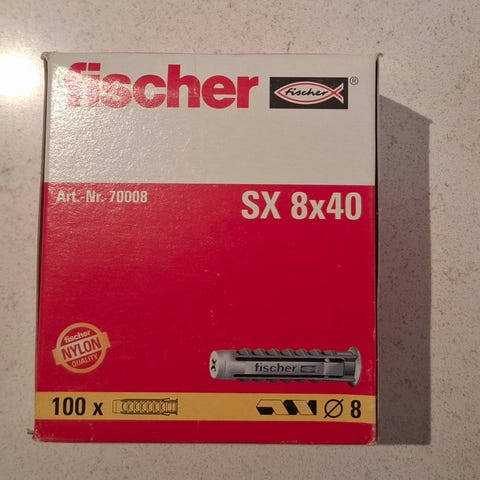 fischer
fischer ®
Art.-Nr. 70008
SX 8x40
fischer
NYLON
QUALITY
fischer
100 x
Ø 8